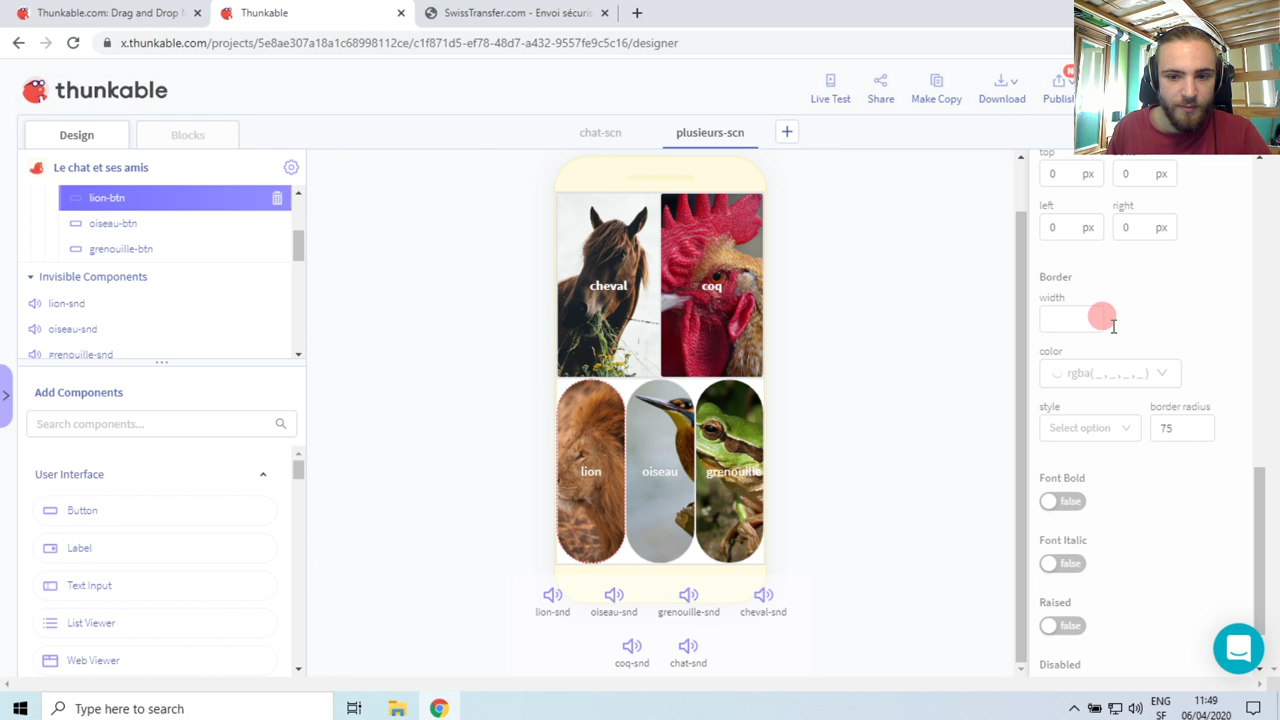 Thunkable.com: Drag and Drop M
Thunkable
SwissTransfer.com - Envoi sécuris
x.thunkable.com/projects/5e8ae307a18a1c68998112ce/c1f871d5-ef78-48d7-a432-9557fe9c5c16/designer
thunkable
Live Test
Share
Make Copy
Download
Publish
N
Design
Blocks
chat-scn
plusieurs-scn
Le chat et ses amis
lion-btn
oiseau-btn
grenouille-btn
Invisible Components
lion-snd
oiseau-snd
grenouille-snd
Add Components
Search components...
User Interface
Button
Label
Text Input
List Viewer
Web Viewer
cheval
coq
lion
oiseau
grenouille
lion-snd
oiseau-snd
grenouille-snd
cheval-snd
coq-snd
chat-snd
top
0 px
0 px
left
right
0 px
0 px
Border
width
color
rgba(_,_,_,_)
style
border radius
Select option
75
Font Bold
false
Font Italic
false
Raised
false
Disabled
Type here to search
ENG
SF
11:49
06/04/2020